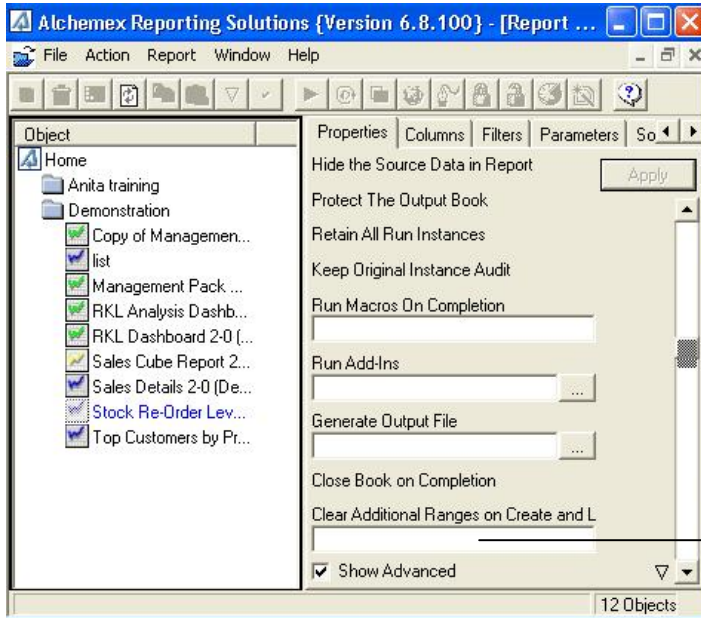 Alchemex Reporting Solutions {Version 6.8.100} - [Report ...
File Action Report Window Help
Object
Home
Anita training
Demonstration
Copy of Managemen...
list
Management Pack ...
RKL Analysis Dashb...
RKL Dashboard 2-0 (...
Sales Cube Report 2...
Sales Details 2-0 (De...
Stock Re-Order Lev...
Top Customers by Pr...
Properties Columns Filters Parameters So
Apply
Hide the Source Data in Report
Protect The Output Book
Retain All Run Instances
Keep Original Instance Audit
Run Macros On Completion
Run Add-Ins
...
Generate Output File
...
Close Book on Completion
Clear Additional Ranges on Create and L
Show Advanced
12 Objects